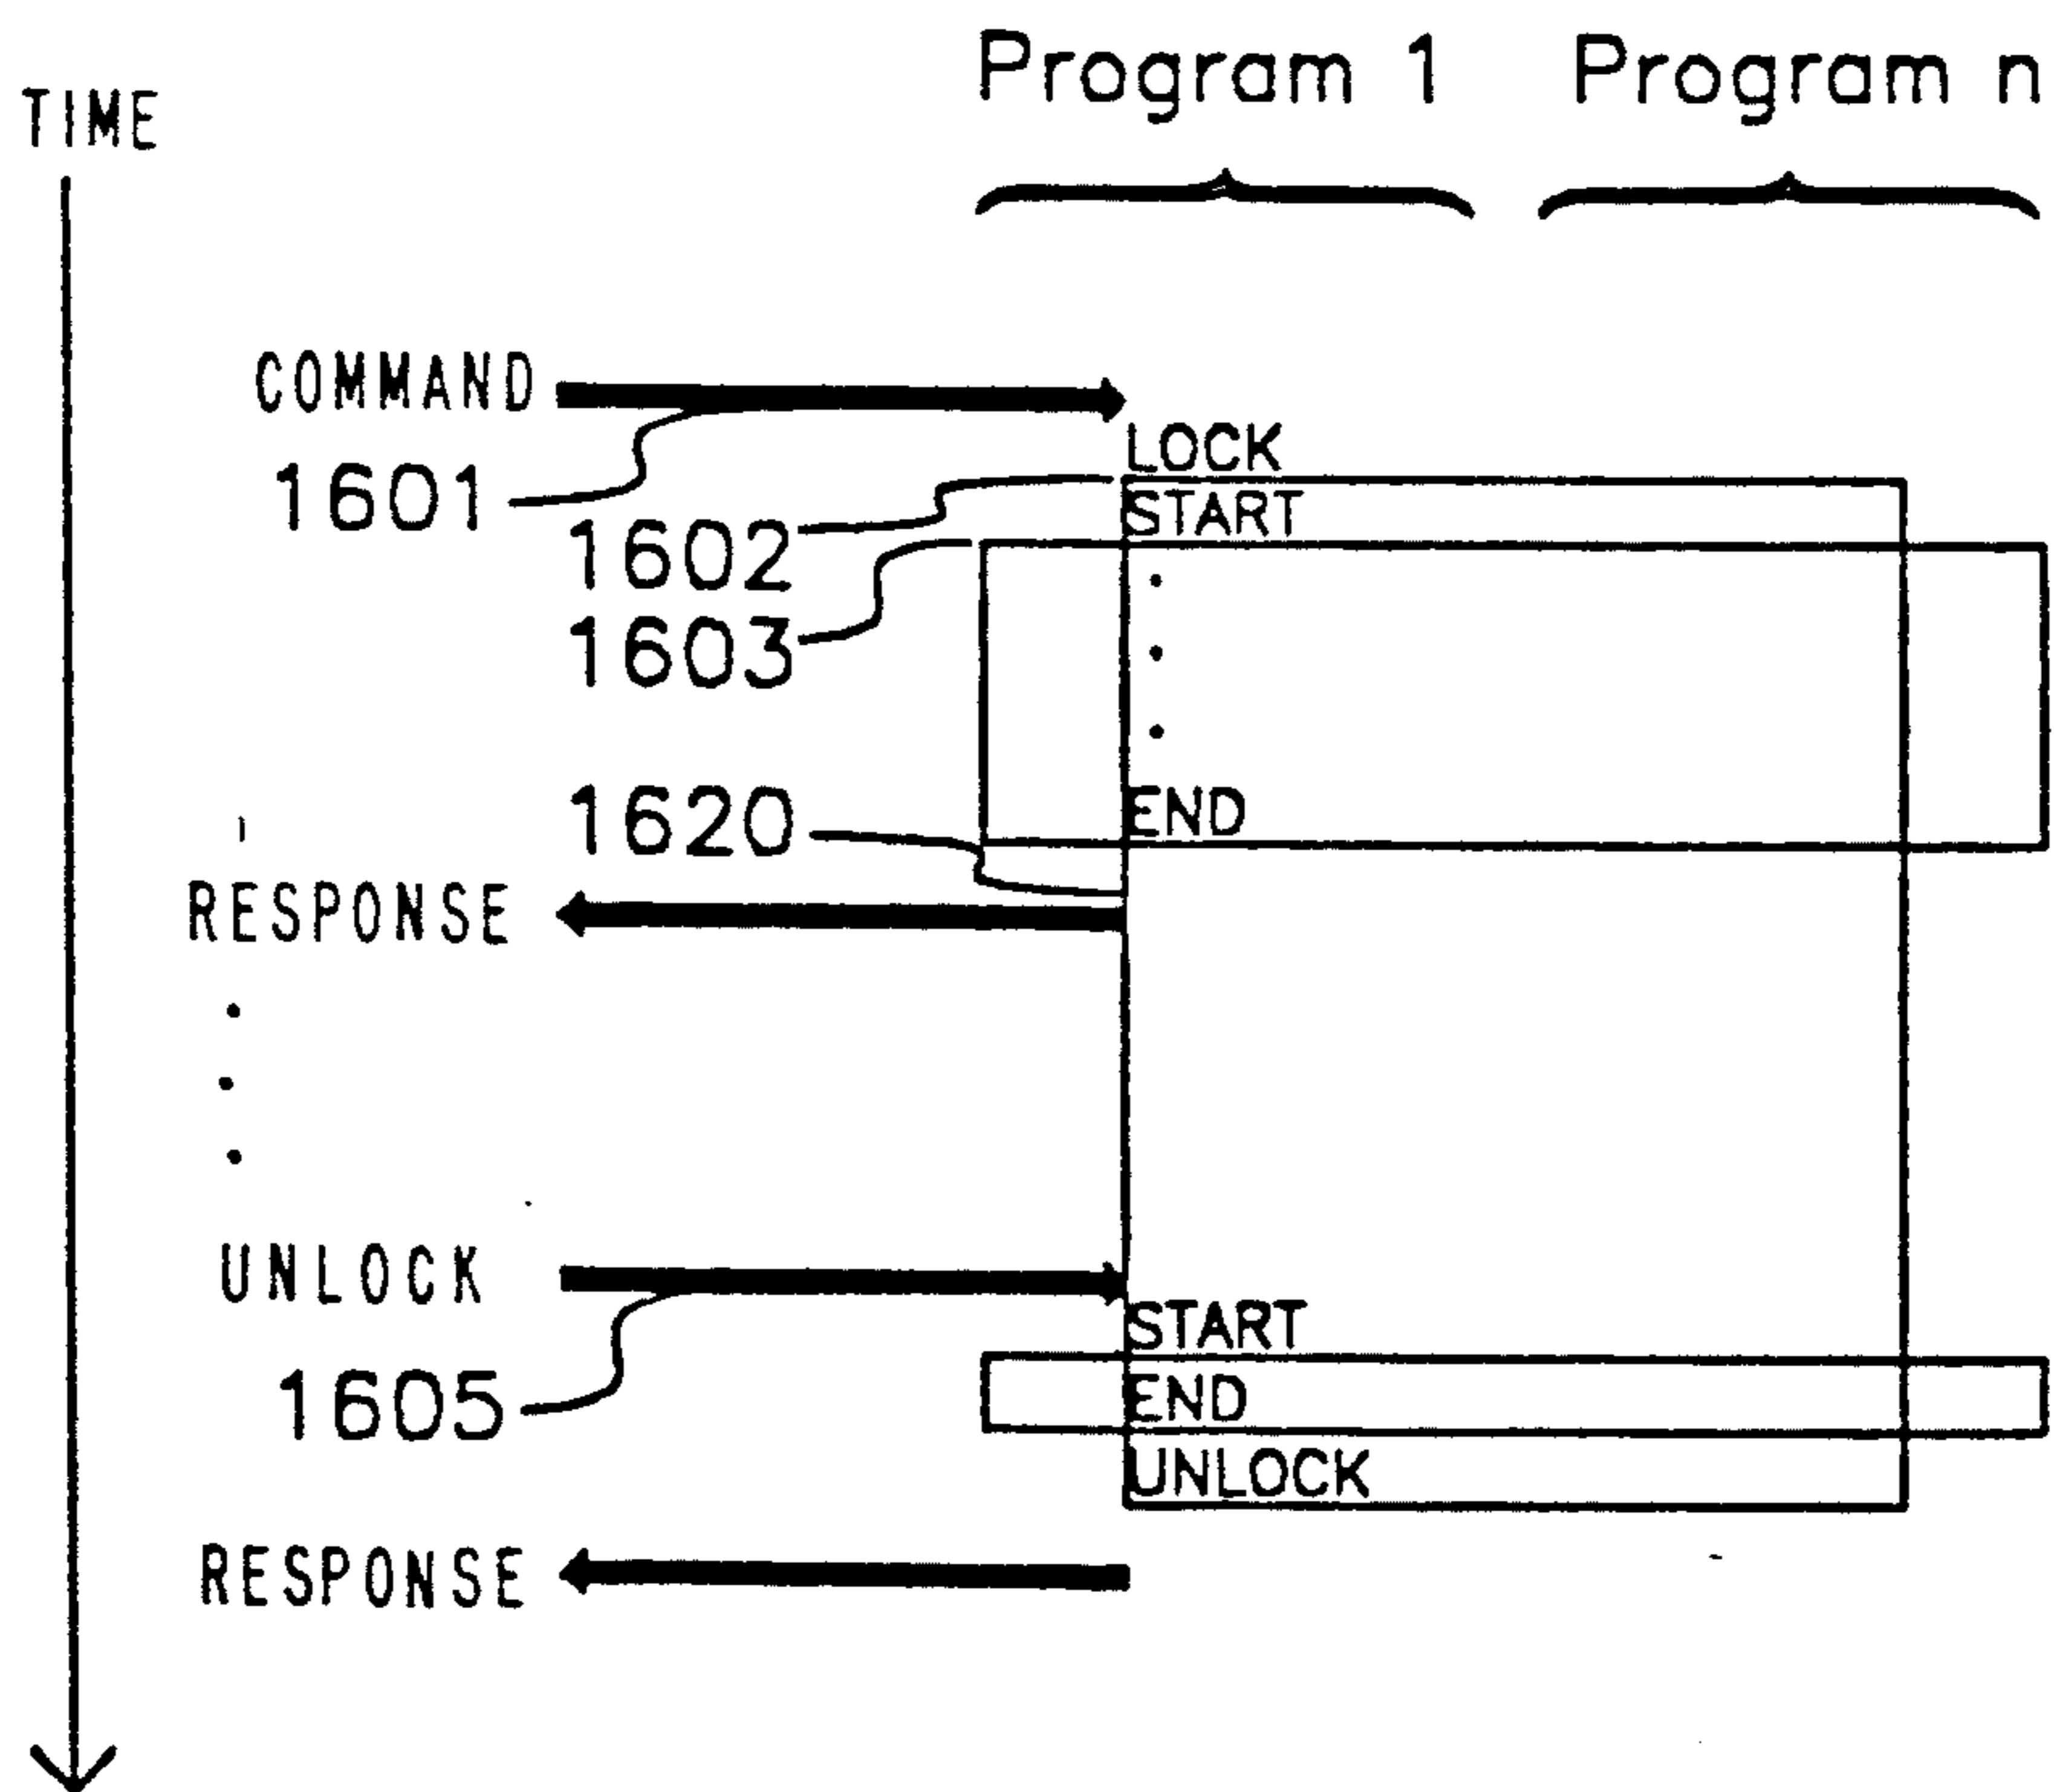 Program 1 Program n
TIME
COMMAND
LOCK
1601
START
1602
1603
END
1620
RESPONSE
UNLOCK
START
1605
END
UNLOCK
RESPONSE